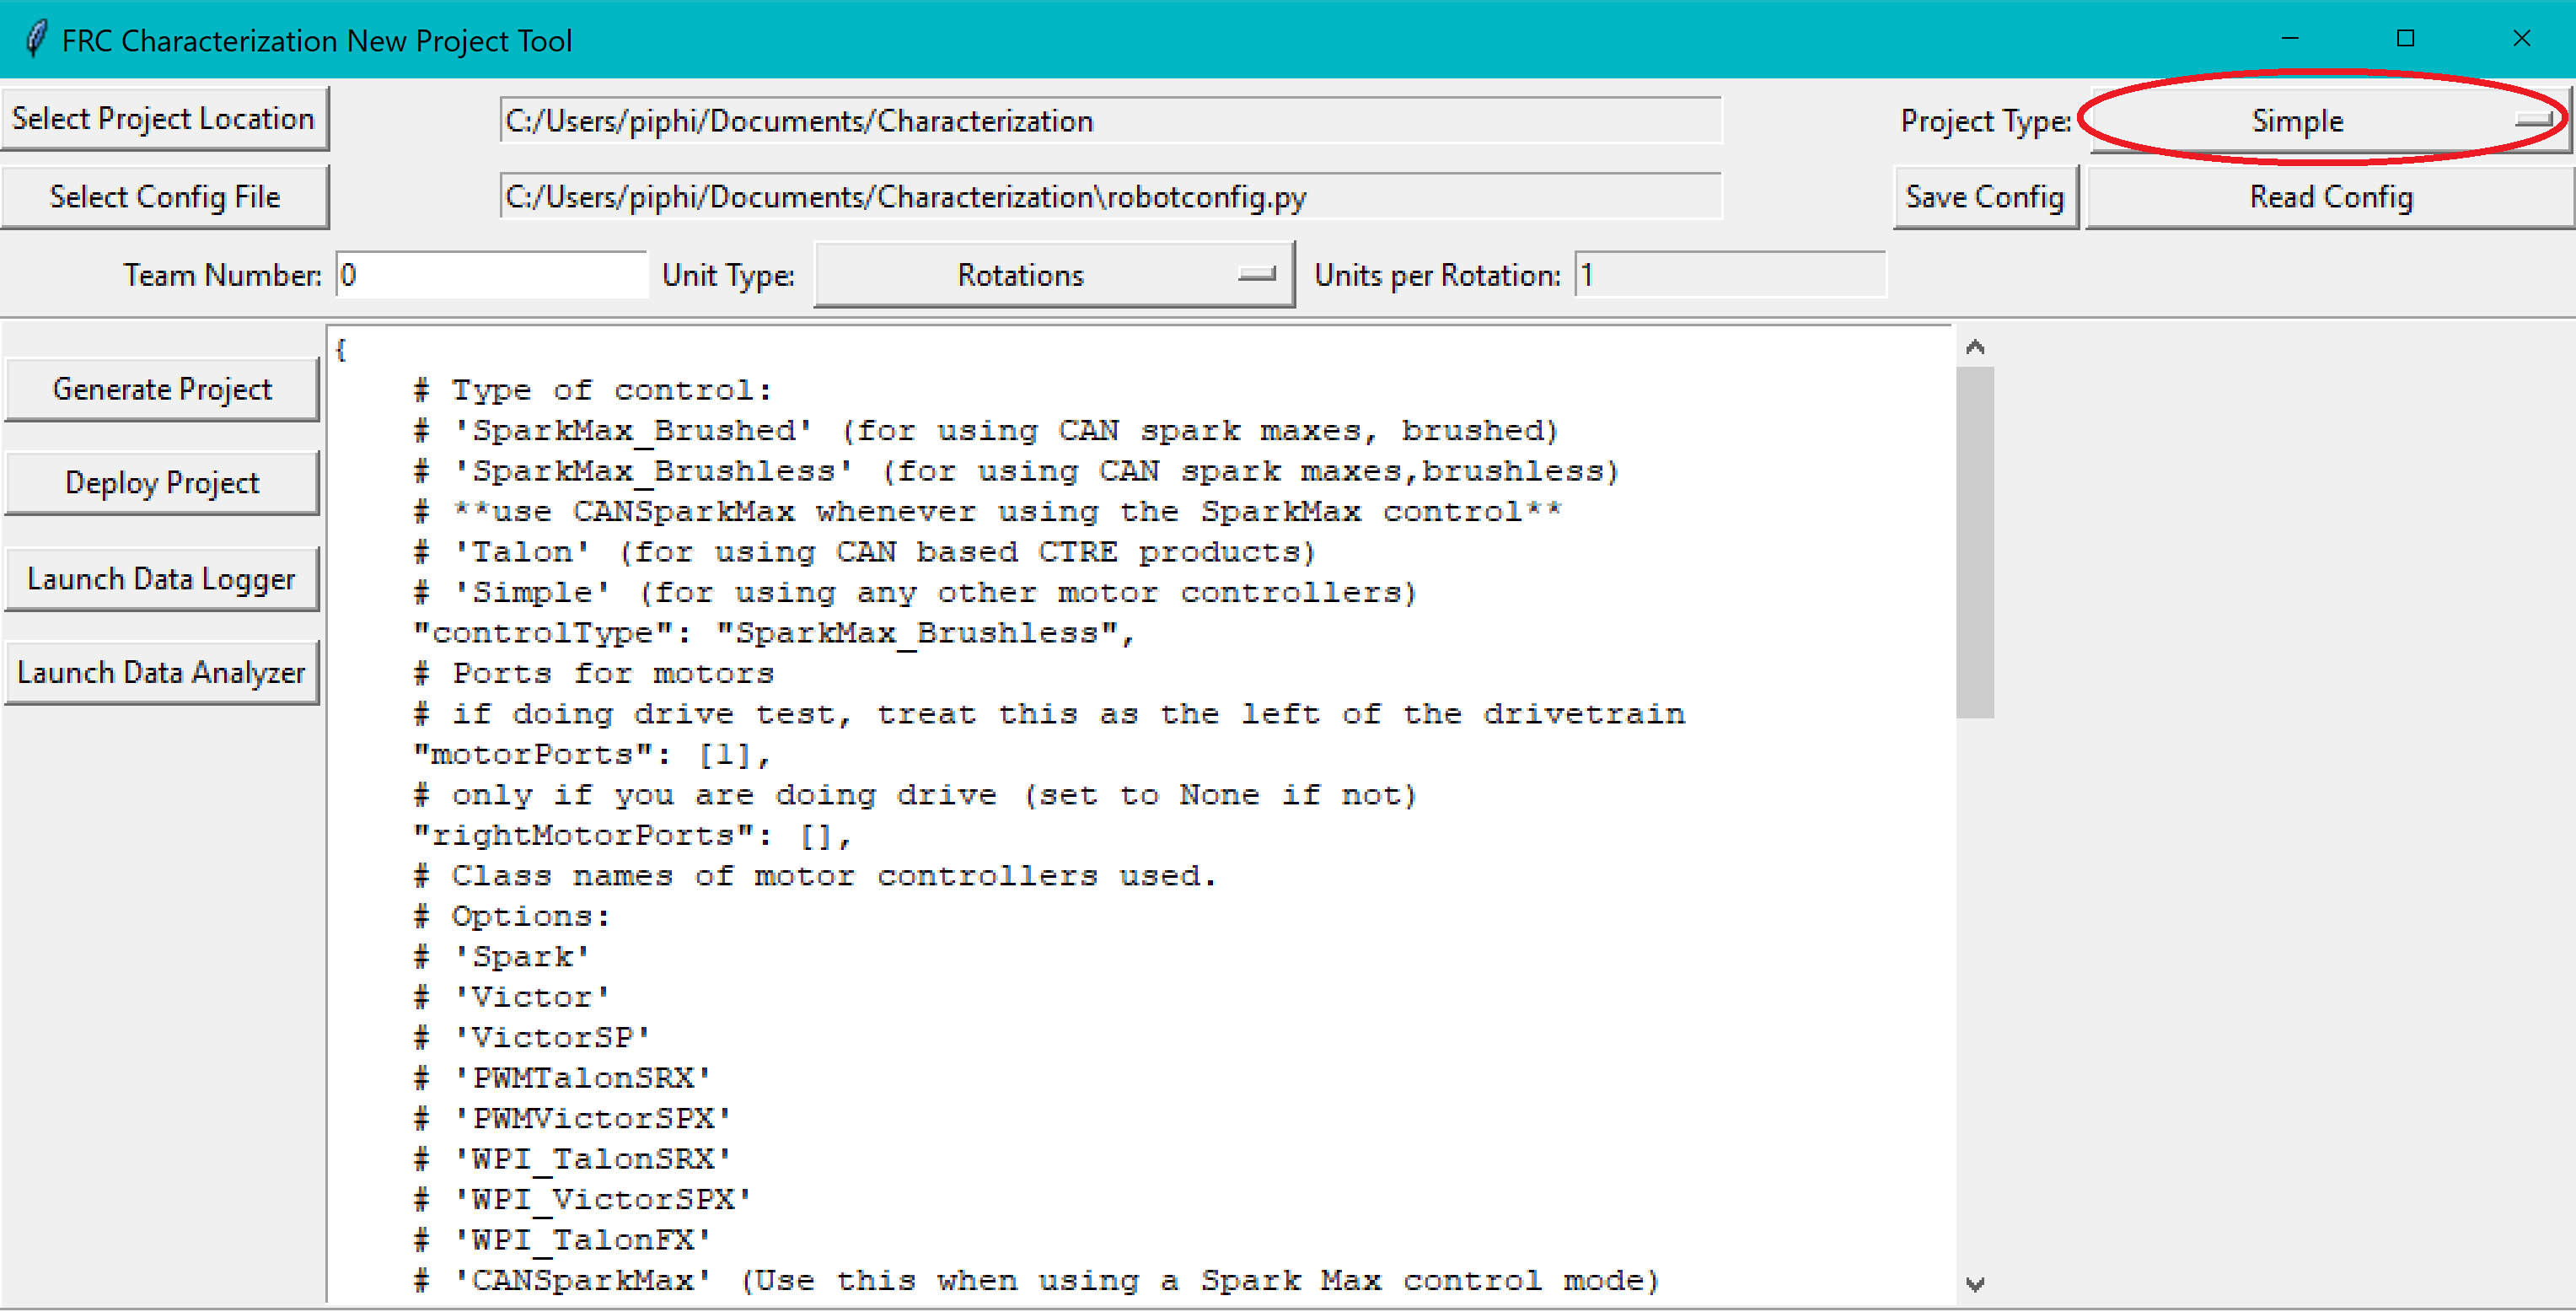 FRC Characterization New Project Tool
Select Project Location C:/Users/piphi/Documents/Characterization Project Type: Simple
Select Config File C:/Users/piphi/Documents/Characterization\robotconfig.py Save Config Read Config
Team Number: 0 Unit Type: Rotations Units per Rotation: 1
Generate Project
Deploy Project
Launch Data Logger
Launch Data Analyzer
{
# Type of control:
# 'SparkMax_Brushed' (for using CAN spark maxes, brushed)
# 'SparkMax_Brushless' (for using CAN spark maxes,brushless)
# **use CANSparkMax whenever using the SparkMax control**
# 'Talon' (for using CAN based CTRE products)
# 'Simple' (for using any other motor controllers)
"controlType": "SparkMax_Brushless",
# Ports for motors
# if doing drive test, treat this as the left of the drivetrain
"motorPorts": [1],
# only if you are doing drive (set to None if not)
"rightMotorPorts": [],
# Class names of motor controllers used.
# Options:
# 'Spark'
# 'Victor'
# 'VictorSP'
# 'PWMTalonSRX'
# 'PWMVictorSPX'
# 'WPI_TalonSRX'
# 'WPI_VictorSPX'
# 'WPI_TalonFX'
# 'CANSparkMax' (Use this when using a Spark Max control mode)